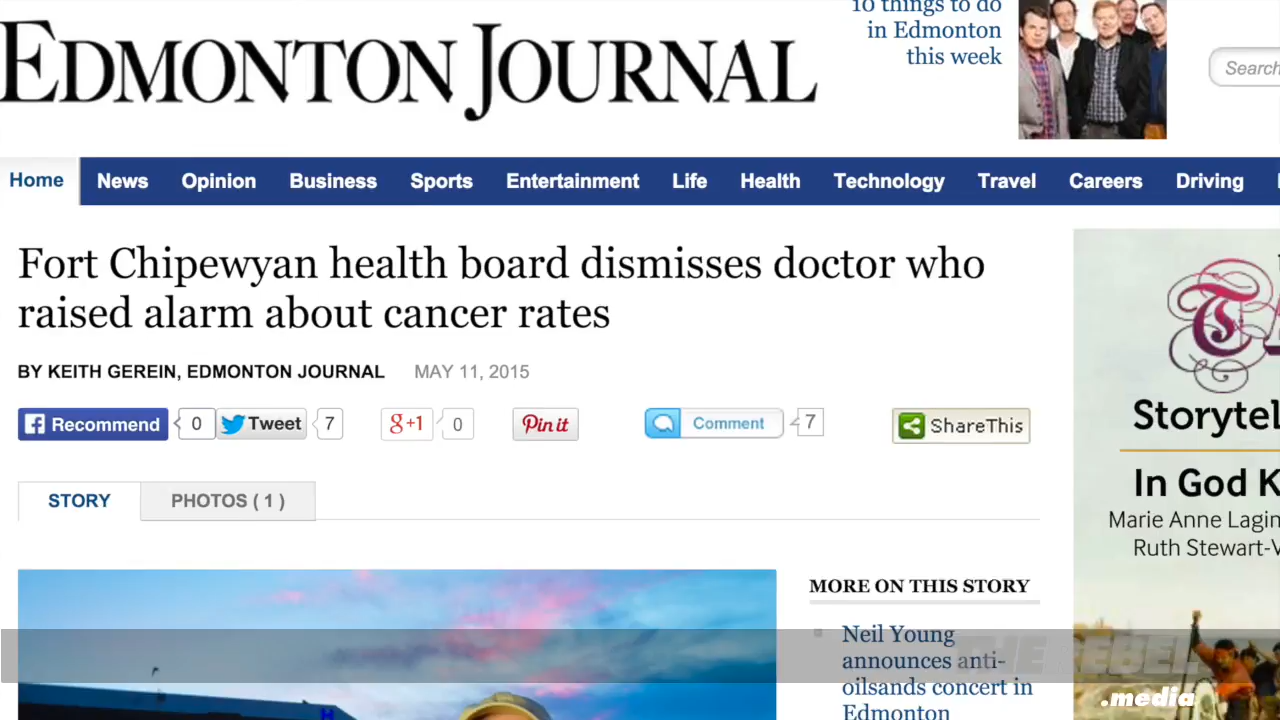 EDMONTON JOURNAL
10 things to do
in Edmonton
this week
Search
Home News Opinion Business Sports Entertainment Life Health Technology Travel Careers Driving
Fort Chipewyan health board dismisses doctor who
raised alarm about cancer rates
BY KEITH GEREIN, EDMONTON JOURNAL MAY 11, 2015
Recommend 0 Tweet 7 g+1 0 Pin it Comment 7 ShareThis
STORY PHOTOS ( 1 )
Storytel
In God K
Marie Anne Lagin
Ruth Stewart-V
MORE ON THIS STORY
Neil Young
announces anti-
oilsands concert in
Edmonton
THE REBEL
.media